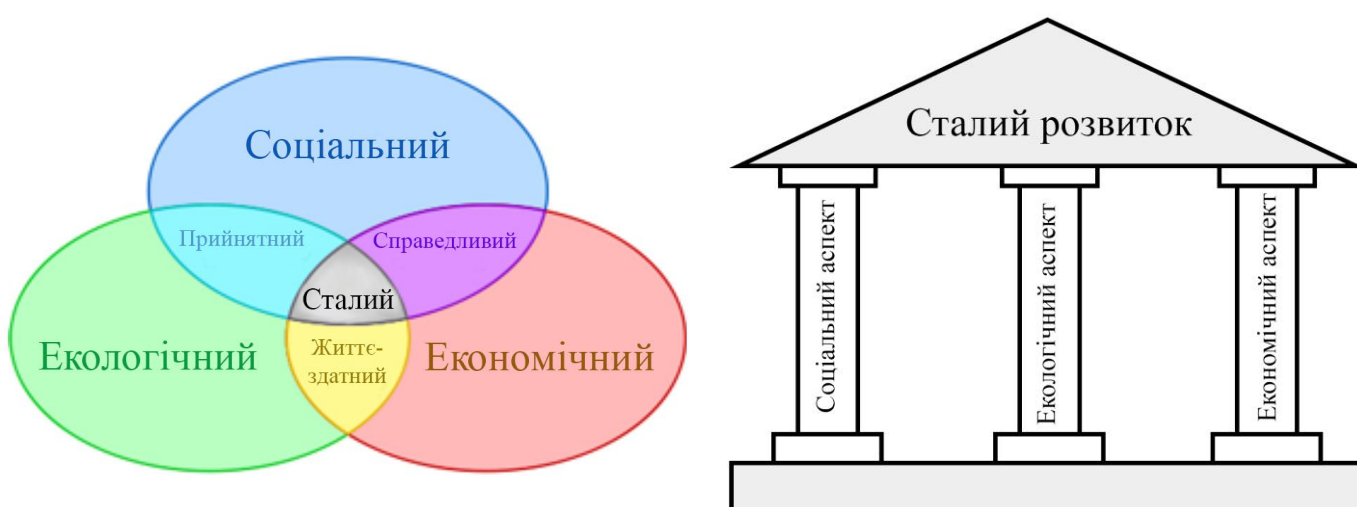 Соціальний
Прийнятний
Справедливий
Сталий
Екологічний
Життє-
здатний
Економічний
Сталий розвиток
Соціальний аспект
Екологічний аспект
Економічний аспект